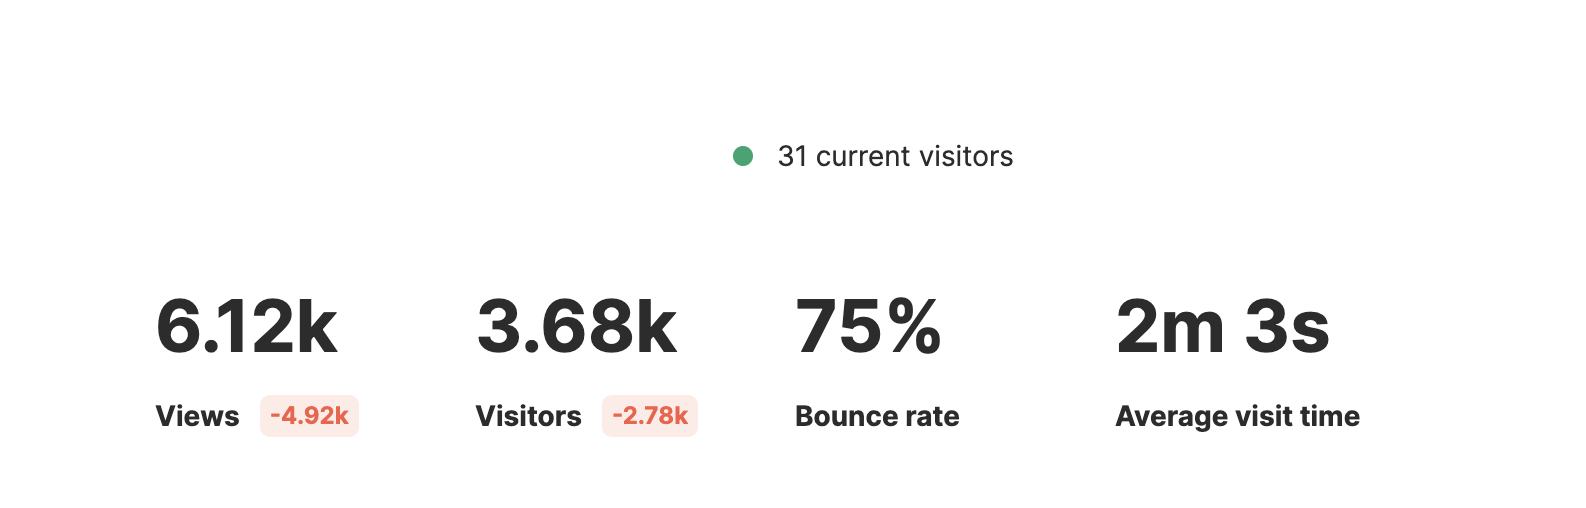 31 current visitors
6.12k 3.68k 75% 2m 3s
Views -4.92k Visitors -2.78k Bounce rate Average visit time